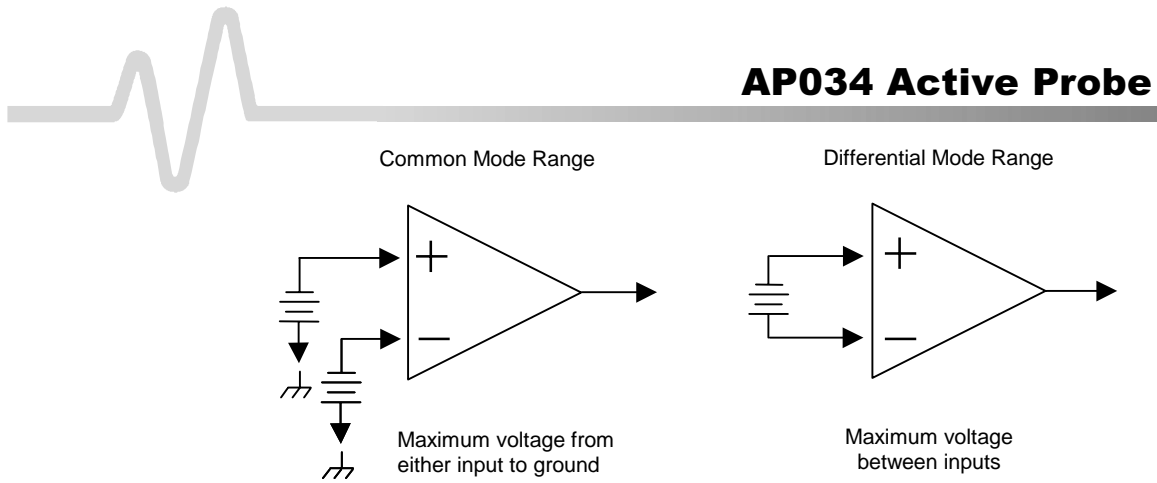 AP034 Active Probe
Common Mode Range
Differential Mode Range
+
+
−
−
Maximum voltage from
either input to ground
Maximum voltage
between inputs